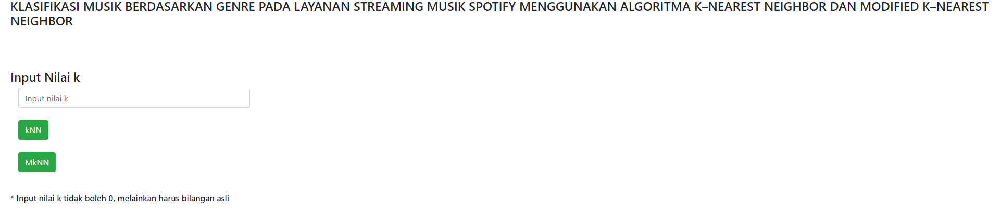 KLASIFIKASI MUSIK BERDASARKAN GENRE PADA LAYANAN STREAMING MUSIK SPOTIFY MENGGUNAKAN ALGORITMA K–NEAREST NEIGHBOR DAN MODIFIED K–NEAREST
NEIGHBOR
Input Nilai k
Input nilai k
kNN
MkNN
* Input nilai k tidak boleh 0, melainkan harus bilangan asli